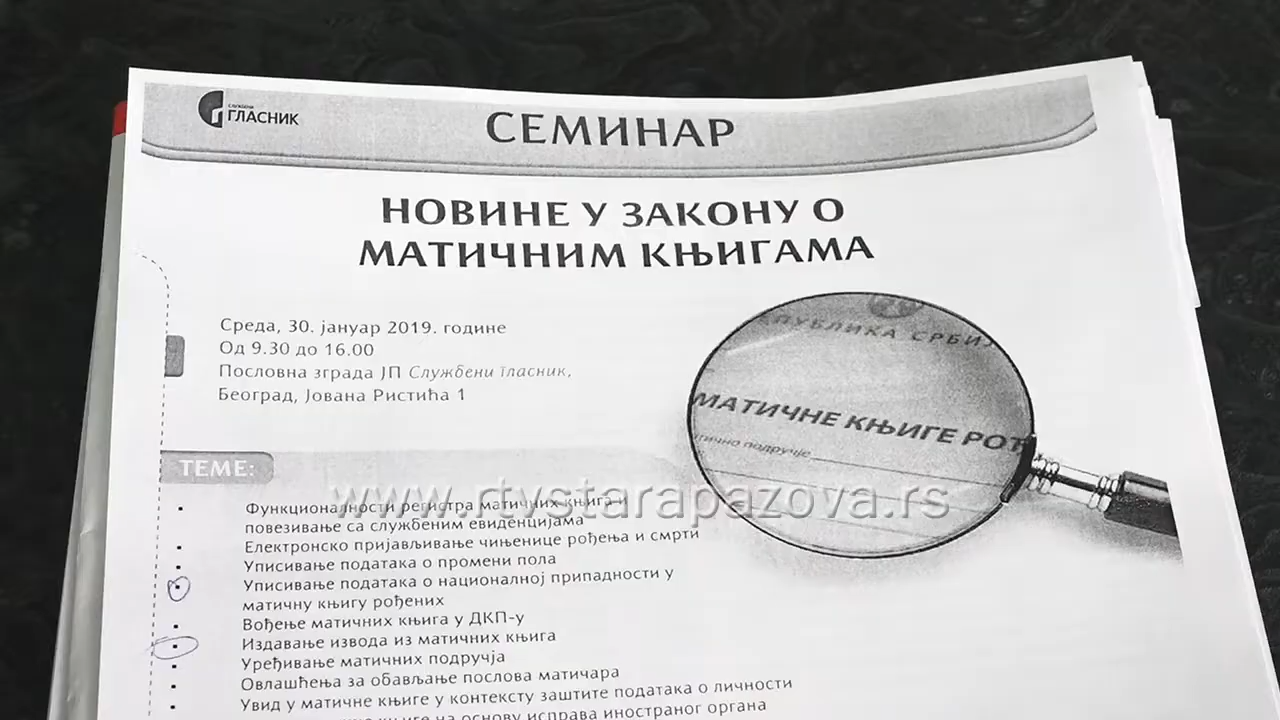 СЛУЖБЕНИ
ГЛАСНИК
СЕМИНАР
НОВИНЕ У ЗАКОНУ О
МАТИЧНИМ КЊИГАМА
Среда, 30. јануар 2019. године
Од 9.30 до 16.00
Пословна зграда ЈП Службени гласник,
Београд, Јована Ристића 1
ПУБЛИКА СРБИЈ
МАТИЧНЕ КЊИГЕ РОЂ
подручје
ТЕМЕ:
www.rtvstarapazova.rs
Функционалности регистра матичних књига и
повезивање са службеним евиденцијама
Електронско пријављивање чињенице рођења и смрти
Уписивање података о промени пола
Уписивање података о националној припадности у
матичну књигу рођених
Вођење матичних књига у ДКП-у
Издавање извода из матичних књига
Уређивање матичних подручја
Овлашћења за обављање послова матичара
Увид у матичне књиге у контексту заштите података о личности
књиге на основу исправа иностраног органа